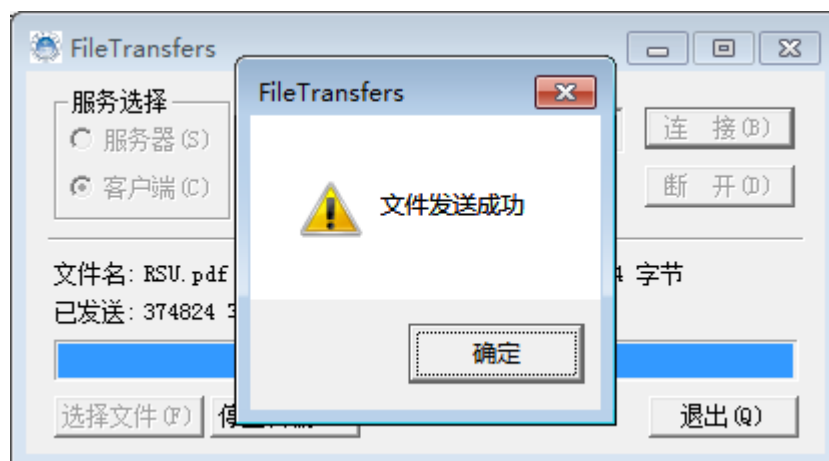 FileTransfers
服务选择
服务器(S)
客户端(C)
连 接(B)
断 开(D)
FileTransfers
文件发送成功
确定
文件名: RSU.pdf
字节
已发送: 374824
选择文件(F)
退出(Q)